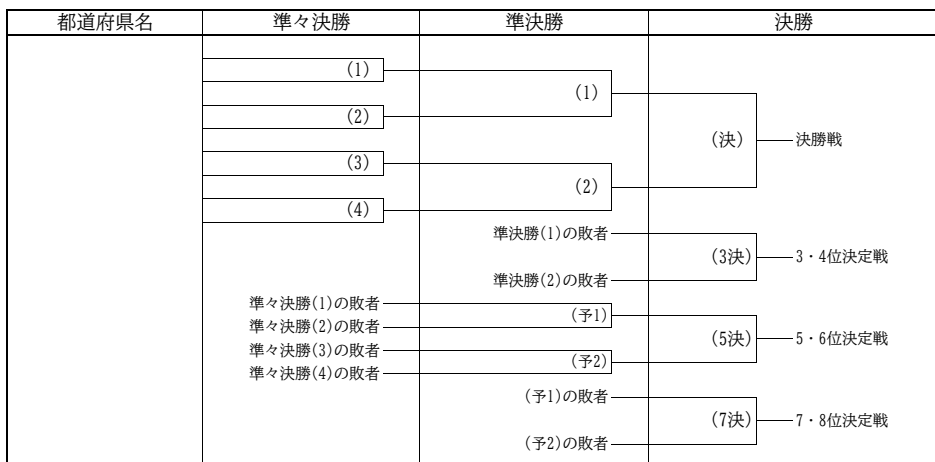 都道府県名 準々決勝 準決勝 決勝
(1)
(1)
(2)
(決) 決勝戦
(3)
(2)
(4)
準決勝(1)の敗者
(3決) 3・4位決定戦
準決勝(2)の敗者
準々決勝(1)の敗者
(予1)
準々決勝(2)の敗者
(5決) 5・6位決定戦
準々決勝(3)の敗者
(予2)
準々決勝(4)の敗者
(予1)の敗者
(7決) 7・8位決定戦
(予2)の敗者